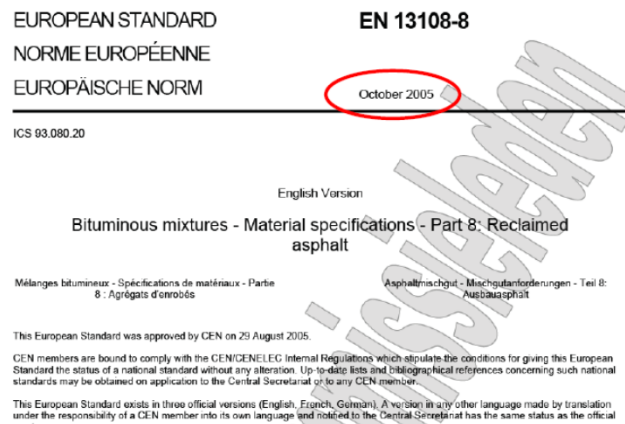 EUROPEAN STANDARD
EN 13108-8
NORME EUROPÉENNE
EUROPÄISCHE NORM
October 2005
ICS 93.080.20
English Version
Bituminous mixtures - Material specifications - Part 8: Reclaimed
asphalt
Mélanges bitumineux - Spécifications de matériaux - Partie
8 : Agrégats d'enrobés
Asphaltmischgut - Mischgutanforderungen - Teil 8:
Ausbauasphalt
This European Standard was approved by CEN on 29 August 2005.
CEN members are bound to comply with the CEN/CENELEC Internal Regulations which stipulate the conditions for giving this European
Standard the status of a national standard without any alteration. Up-to-date lists and bibliographical references concerning such national
standards may be obtained on application to the Central Secretariat or to any CEN member.
This European Standard exists in three official versions (English, French, German). A version in any other language made by translation
under the responsibility of a CEN member into its own language and notified to the Central Secretariat has the same status as the official